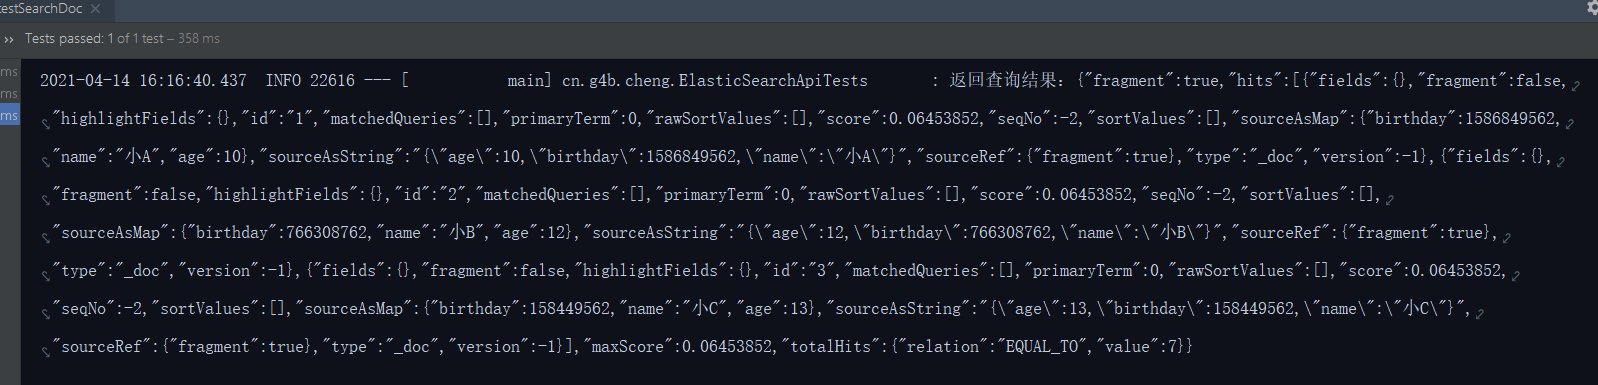 testSearchDoc ×
›› Tests passed: 1 of 1 test – 358 ms
ms
ms
ms
2021-04-14 16:16:40.437  INFO 22616 --- [           main] cn.g4b.cheng.ElasticSearchApiTests       : 返回查询结果: {"fragment":true,"hits":[{"fields":{},"fragment":false,
"highlightFields":{},"id":"1","matchedQueries":[],"primaryTerm":0,"rawSortValues":[],"score":0.06453852,"seqNo":-2,"sortValues":[],"sourceAsMap":{"birthday":1586849562,
"name":"小A","age":10},"sourceAsString":"{\"age\":10,\"birthday\":1586849562,\"name\":\"小A\"}","sourceRef":{"fragment":true},"type":"_doc","version":-1},{"fields":{},
"fragment":false,"highlightFields":{},"id":"2","matchedQueries":[],"primaryTerm":0,"rawSortValues":[],"score":0.06453852,"seqNo":-2,"sortValues":[],
"sourceAsMap":{"birthday":766308762,"name":"小B","age":12},"sourceAsString":"{\"age\":12,\"birthday\":766308762,\"name\":\"小B\"}","sourceRef":{"fragment":true},
"type":"_doc","version":-1},{"fields":{},"fragment":false,"highlightFields":{},"id":"3","matchedQueries":[],"primaryTerm":0,"rawSortValues":[],"score":0.06453852,
"seqNo":-2,"sortValues":[],"sourceAsMap":{"birthday":158449562,"name":"小C","age":13},"sourceAsString":"{\"age\":13,\"birthday\":158449562,\"name\":\"小C\"}",
"sourceRef":{"fragment":true},"type":"_doc","version":-1}],"maxScore":0.06453852,"totalHits":{"relation":"EQUAL_TO","value":7}}